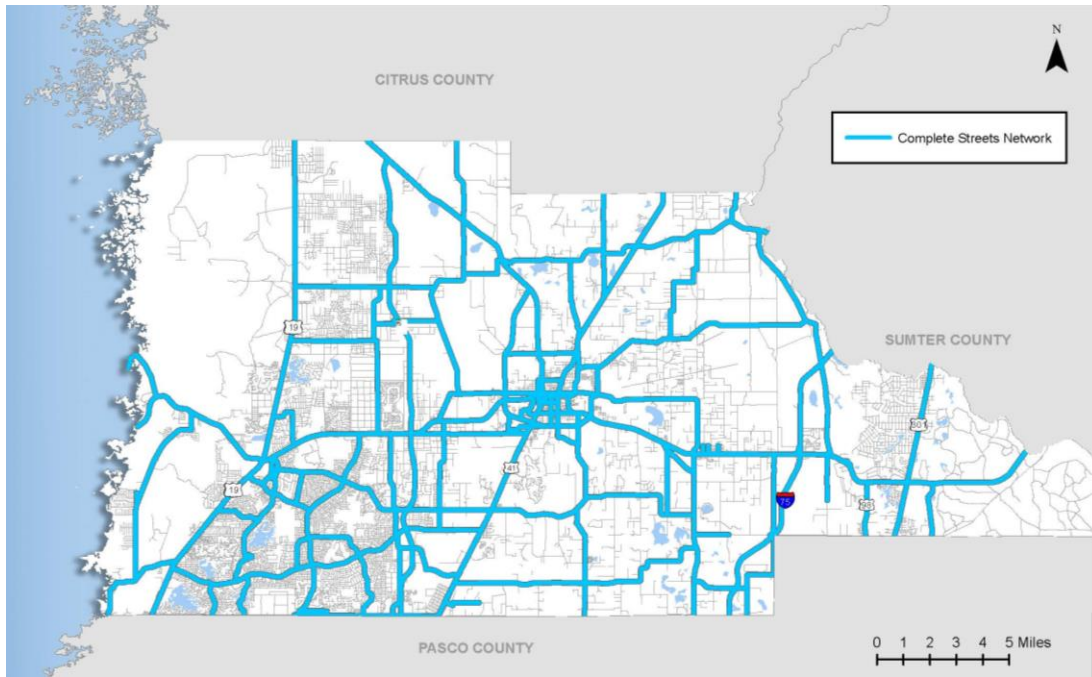 N
CITRUS COUNTY
Complete Streets Network
19
SUMTER COUNTY
301
41
19
75
98
PASCO COUNTY
0 1 2 3 4 5 Miles